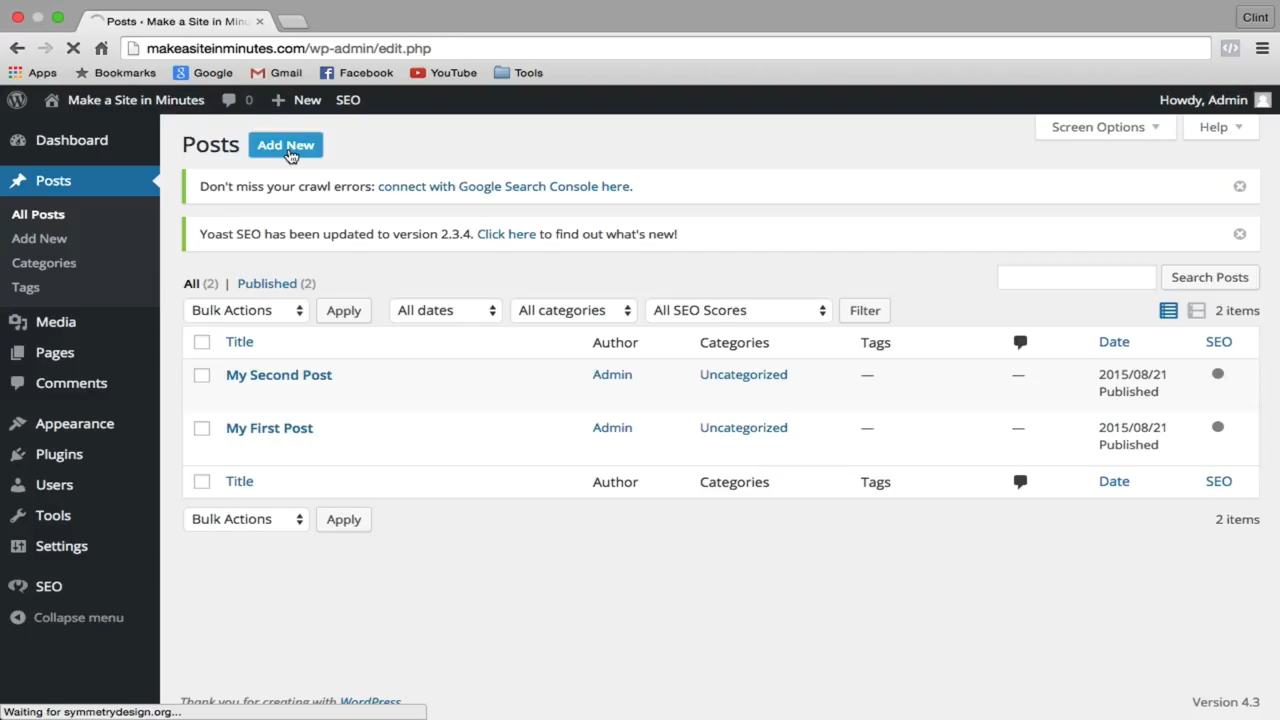 Posts ‹ Make a Site in Minu
Clint
makeasiteinminutes.com/wp-admin/edit.php
Apps Bookmarks Google Gmail Facebook YouTube Tools
Make a Site in Minutes 0 + New SEO Howdy, Admin
Dashboard
Posts
All Posts
Add New
Categories
Tags
Media
Pages
Comments
Appearance
Plugins
Users
Tools
Settings
SEO
Collapse menu
Screen Options Help
Posts Add New
Don't miss your crawl errors: connect with Google Search Console here.
Yoast SEO has been updated to version 2.3.4. Click here to find out what's new!
All (2) | Published (2)
Search Posts
Bulk Actions Apply All dates All categories All SEO Scores Filter 2 items
Title Author Categories Tags Date SEO
My Second Post Admin Uncategorized — — 2015/08/21
Published
My First Post Admin Uncategorized — — 2015/08/21
Published
Title Author Categories Tags Date SEO
Bulk Actions Apply 2 items
Thank you for creating with WordPress. Version 4.3
Waiting for symmetrydesign.org...